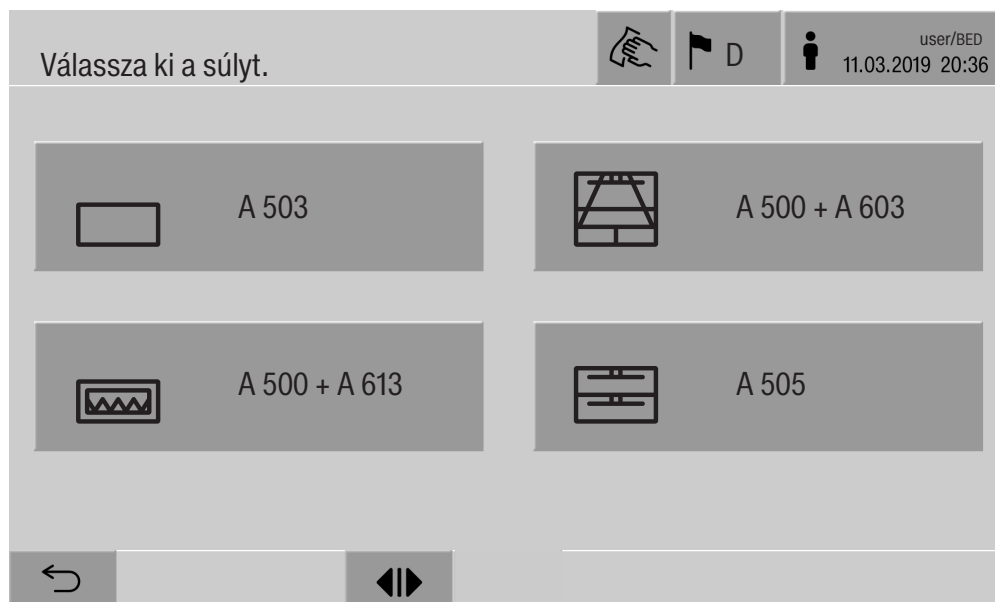 Válassza ki a súlyt.
D
user/BED
11.03.2019 20:36
A 503
A 500 + A 603
A 500 + A 613
A 505